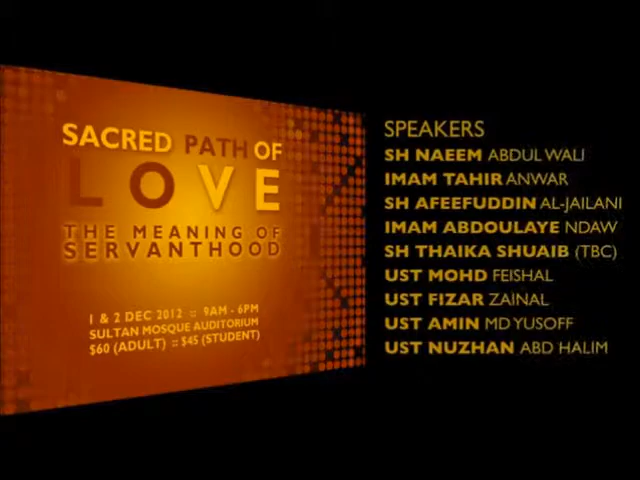 SACRED PATH OF
LOVE
THE MEANING OF
SERVANTHOOD
1 & 2 DEC 2012 :: 9AM - 6PM
SULTAN MOSQUE AUDITORIUM
$60 (ADULT) :: $45 (STUDENT)
SPEAKERS
SH NAEEM ABDUL WALI
IMAM TAHIR ANWAR
SH AFEEFUDDIN AL-JAILANI
IMAM ABDOULAYE NDAW
SH THAIKA SHUAIB (TBC)
UST MOHD FEISHAL
UST FIZAR ZAINAL
UST AMIN MD YUSOFF
UST NUZHAN ABD HALIM